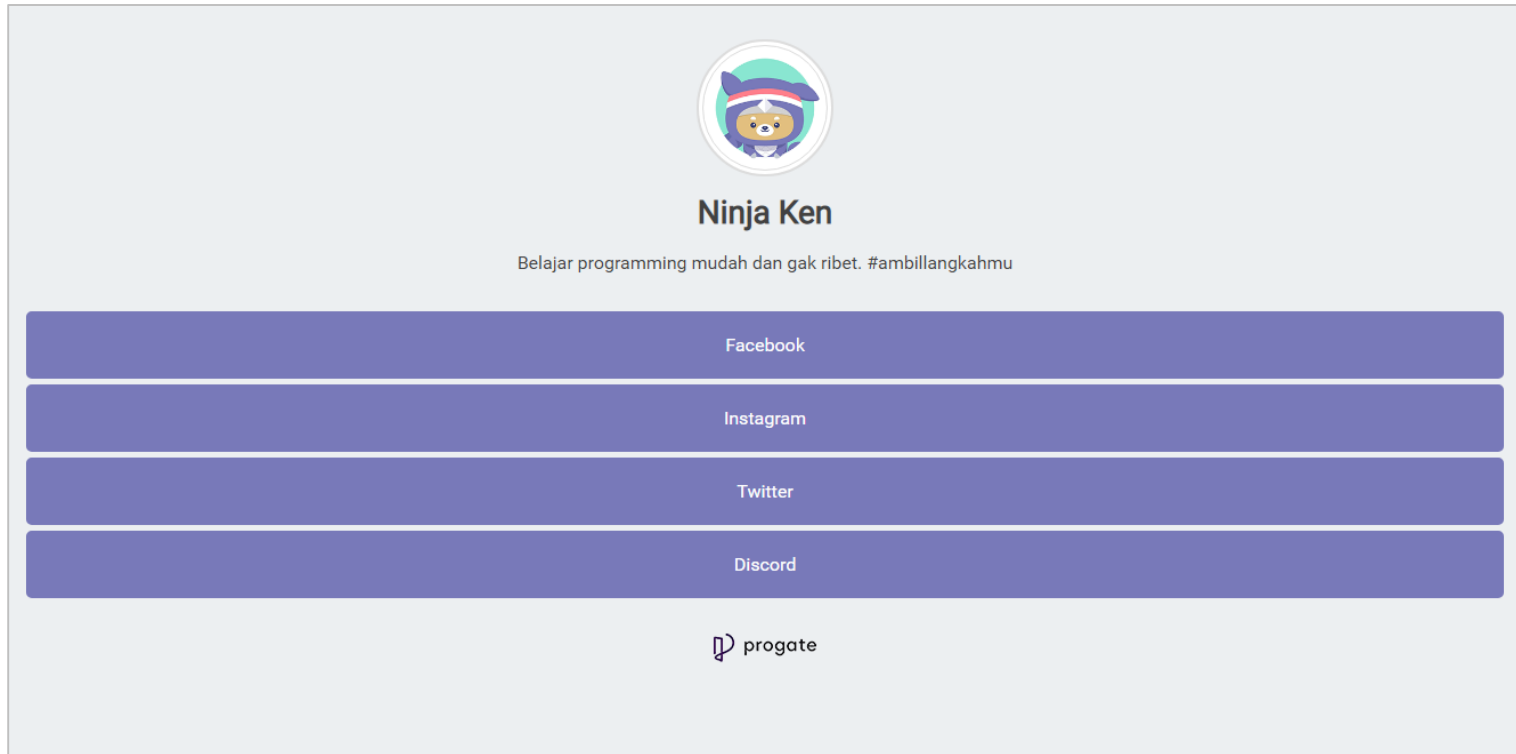 Ninja Ken
Belajar programming mudah dan gak ribet. #ambillangkahmu
Facebook
Instagram
Twitter
Discord
progate